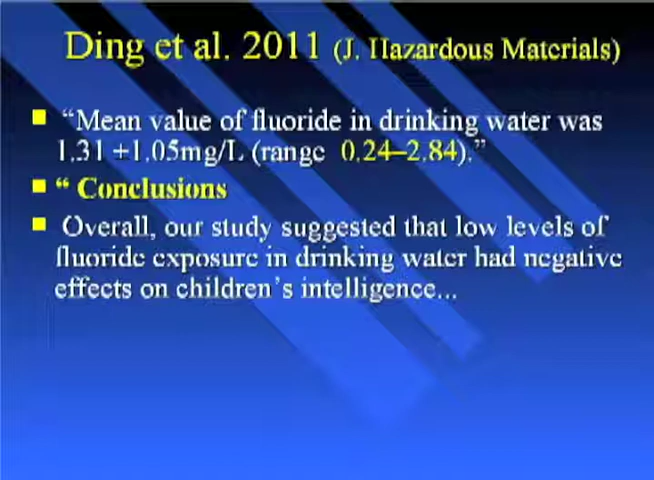 Ding et al. 2011 (J. Hazardous Materials)
“Mean value of fluoride in drinking water was
1.31 ±1.05mg/L (range 0.24–2.84).”
“ Conclusions
Overall, our study suggested that low levels of
fluoride exposure in drinking water had negative
effects on children’s intelligence...